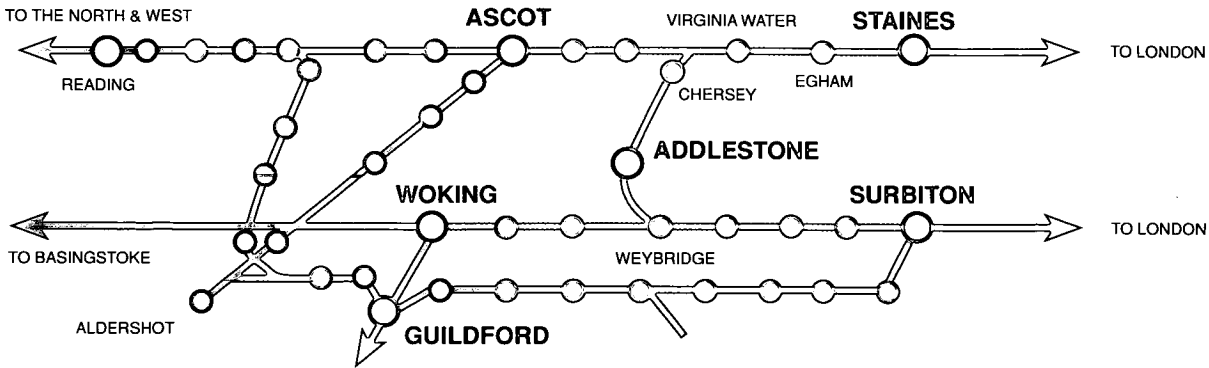 TO THE NORTH & WEST
ASCOT
VIRGINIA WATER
STAINES
TO LONDON
READING
CHERSEY
EGHAM
ADDLESTONE
WOKING
SURBITON
TO BASINGSTOKE
WEYBRIDGE
TO LONDON
ALDERSHOT
GUILDFORD